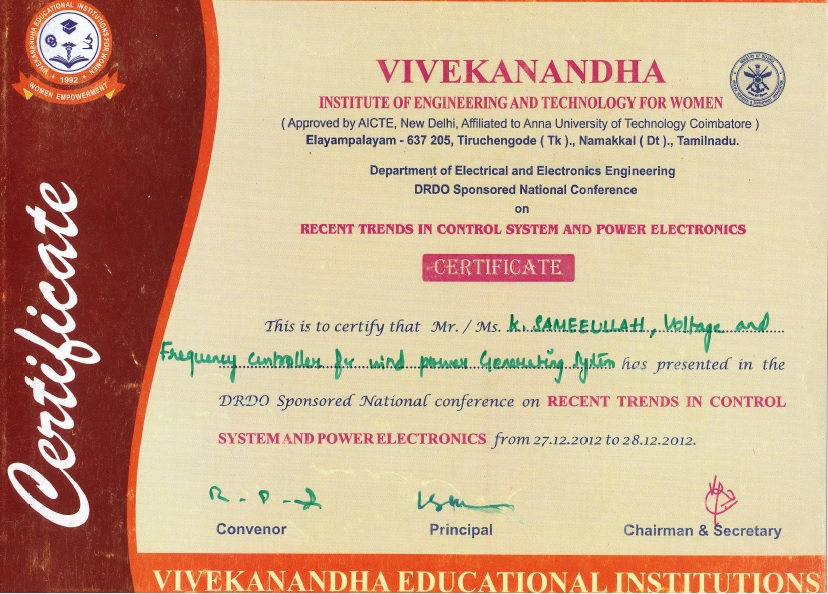 VIVEKANANDHA EDUCATIONAL INSTITUTIONS FOR WOMEN
1992
WOMEN EMPOWERMENT
Certificate
VIVEKANANDHA
INSTITUTE OF ENGINEERING AND TECHNOLOGY FOR WOMEN
( Approved by AICTE, New Delhi, Affiliated to Anna University of Technology Coimbatore )
Elayampalayam - 637 205, Tiruchengode ( Tk )., Namakkal ( Dt )., Tamilnadu.
Department of Electrical and Electronics Engineering
DRDO Sponsored National Conference
on
RECENT TRENDS IN CONTROL SYSTEM AND POWER ELECTRONICS
CERTIFICATE
This is to certify that Mr. / Ms. K. SAMEEULLAH, Voltage and
Frequency Controller for wind power Generating System has presented in the
DRDO Sponsored National conference on RECENT TRENDS IN CONTROL
SYSTEM AND POWER ELECTRONICS from 27.12.2012 to 28.12.2012.
Convenor
Principal
Chairman & Secretary
VIVEKANANDHA EDUCATIONAL INSTITUTIONS